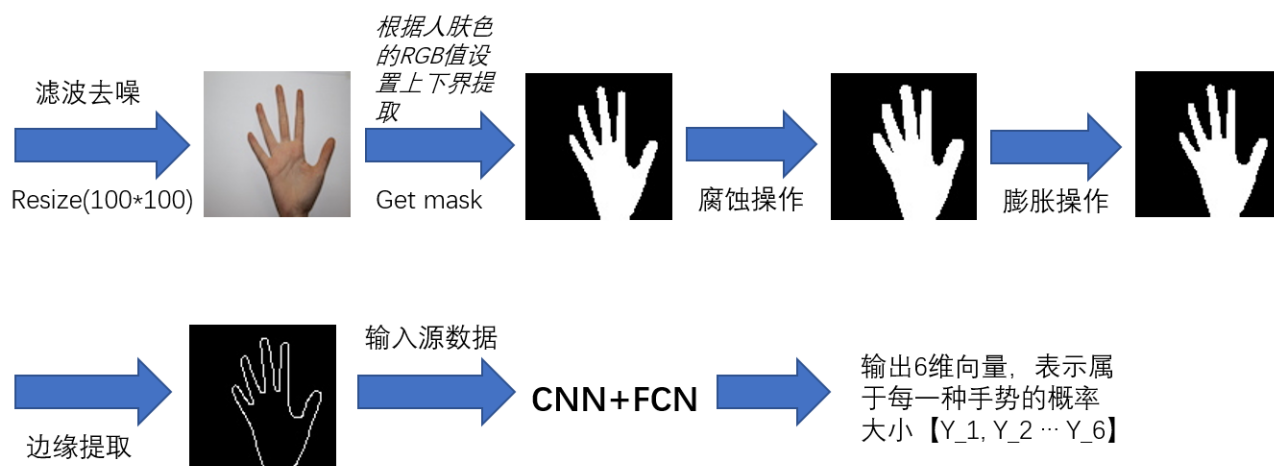 滤波去噪
Resize(100*100)
根据人肤色
的RGB值设
置上下界提
取
Get mask
腐蚀操作
膨胀操作
边缘提取
输入源数据
CNN+FCN
输出6维向量，表示属
于每一种手势的概率
大小【Y_1, Y_2 … Y_6】